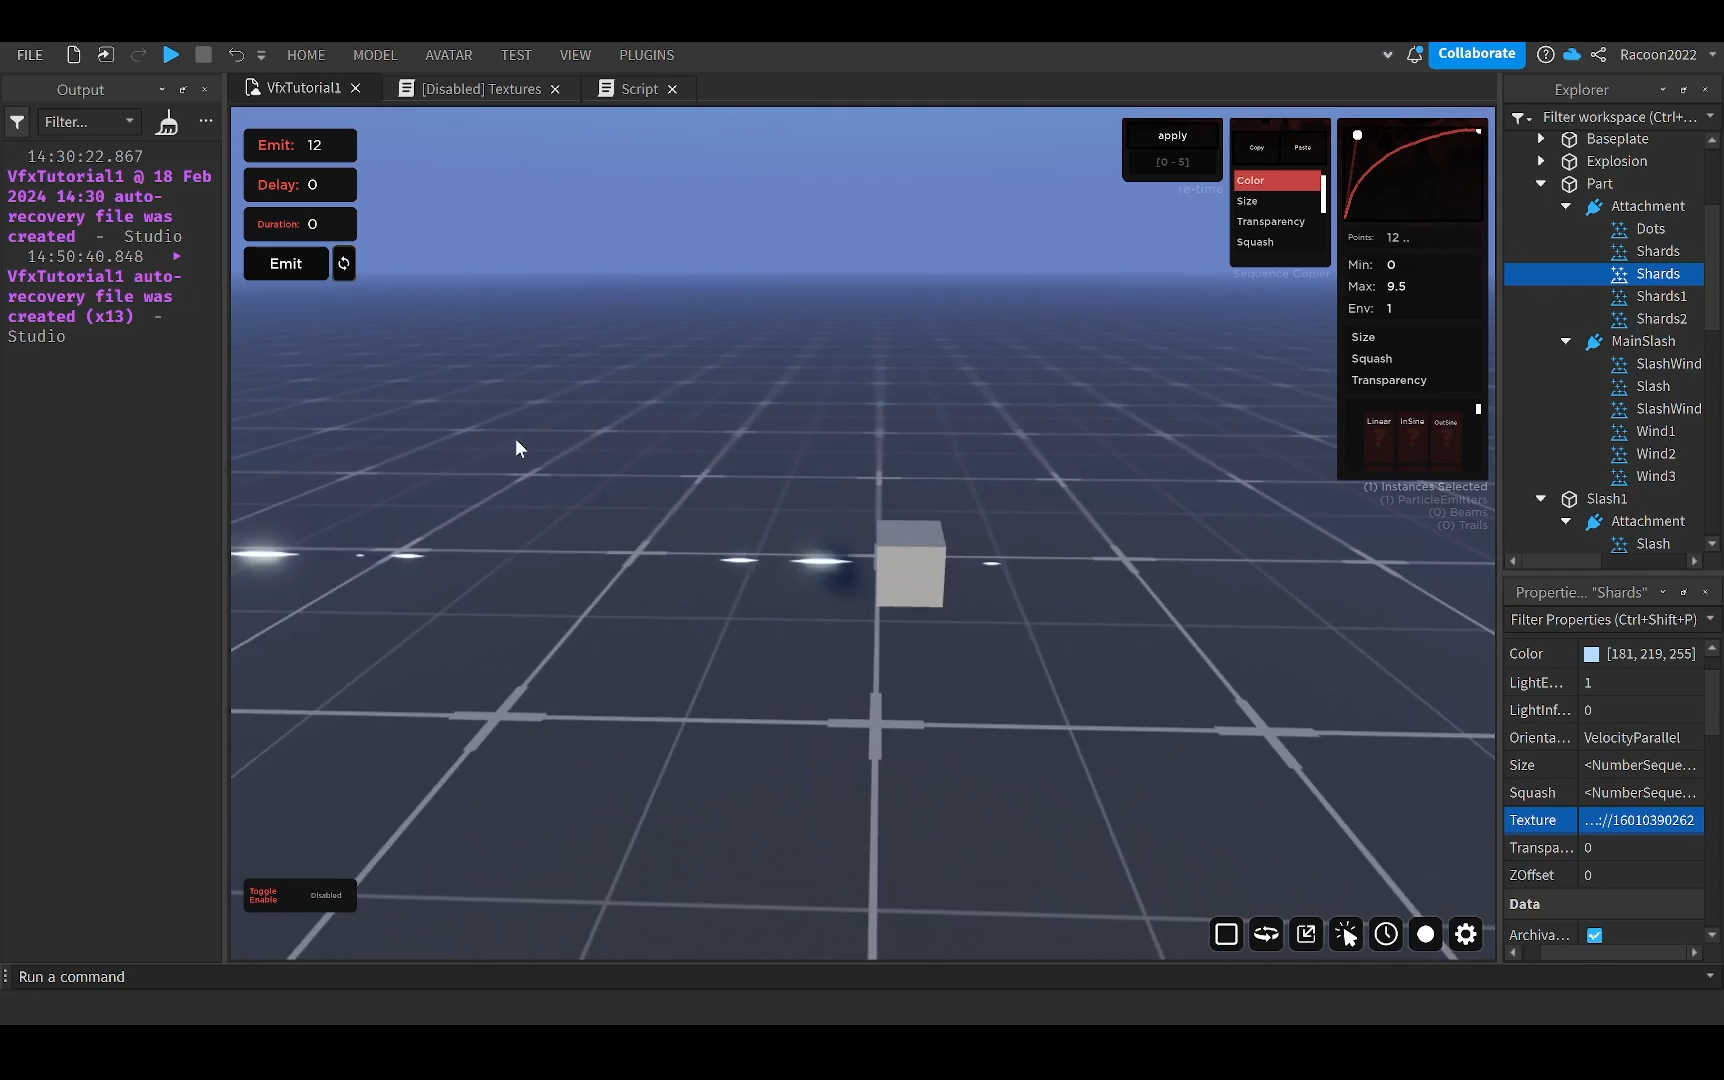 FILE
HOME
MODEL
AVATAR
TEST
VIEW
PLUGINS
Collaborate
Racoon2022
Output
Filter...
14:30:22.867
VfxTutorial1 @ 18 Feb
2024 14:30 auto-
recovery file was
created - Studio
14:50:40.848
VfxTutorial1 auto-
recovery file was
created (x13) -
Studio
VfxTutorial1
[Disabled] Textures
Script
Emit: 12
Delay: 0
Duration: 0
Emit
apply
[0 - 5]
re-time
Copy
Paste
Color
Size
Transparency
Squash
Sequence Copier
Points: 12 ..
Min: 0
Max: 9.5
Env: 1
Size
Squash
Transparency
Linear
InSine
OutSine
(1) Instances Selected
(1) ParticleEmitters
(0) Beams
(0) Trails
Toggle
Enable
Disabled
Explorer
Filter workspace (Ctrl+...
Baseplate
Explosion
Part
Attachment
Dots
Shards
Shards
Shards1
Shards2
MainSlash
SlashWind
Slash
SlashWind
Wind1
Wind2
Wind3
Slash1
Attachment
Slash
Propertie... "Shards"
Filter Properties (Ctrl+Shift+P)
Color [181, 219, 255]
LightE... 1
LightInf... 0
Orienta... VelocityParallel
Size <NumberSeque...
Squash <NumberSeque...
Texture ...://16010390262
Transpa... 0
ZOffset 0
Data
Archiva...
Run a command